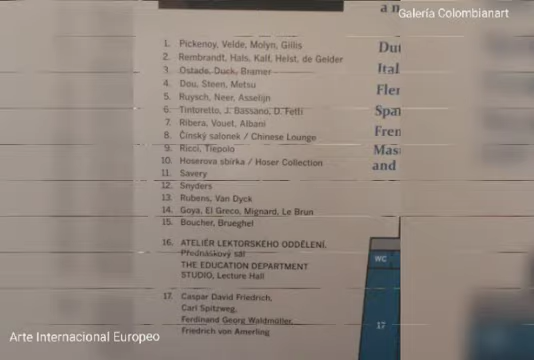 Galería Colombianart
a n
1. Pickenoy, Velde, Molyn, Gillis
2. Rembrandt, Hals, Kalf, Helst, de Gelder
3. Ostade, Duck, Bramer
4. Dou, Steen, Metsu
5. Ruysch, Neer, Asselijn
6. Tintoretto, J. Bassano, D. Fetti
7. Ribera, Vouet, Albani
8. Čínský salonek / Chinese Lounge
9. Ricci, Tiepolo
10. Hoserova sbírka / Hoser Collection
11. Savery
12. Snyders
13. Rubens, Van Dyck
14. Goya, El Greco, Mignard, Le Brun
15. Boucher, Brueghel
16. ATELIÉR LEKTORSKÉHO ODDĚLENÍ,
Přednáškový sál
THE EDUCATION DEPARTMENT
STUDIO, Lecture Hall
17. Caspar David Friedrich,
Carl Spitzweg,
Ferdinand Georg Waldmüller,
Friedrich von Amerling
Du
Ital
Fler
Spa
Fren
Mas
and
WC
17
Arte Internacional Europeo